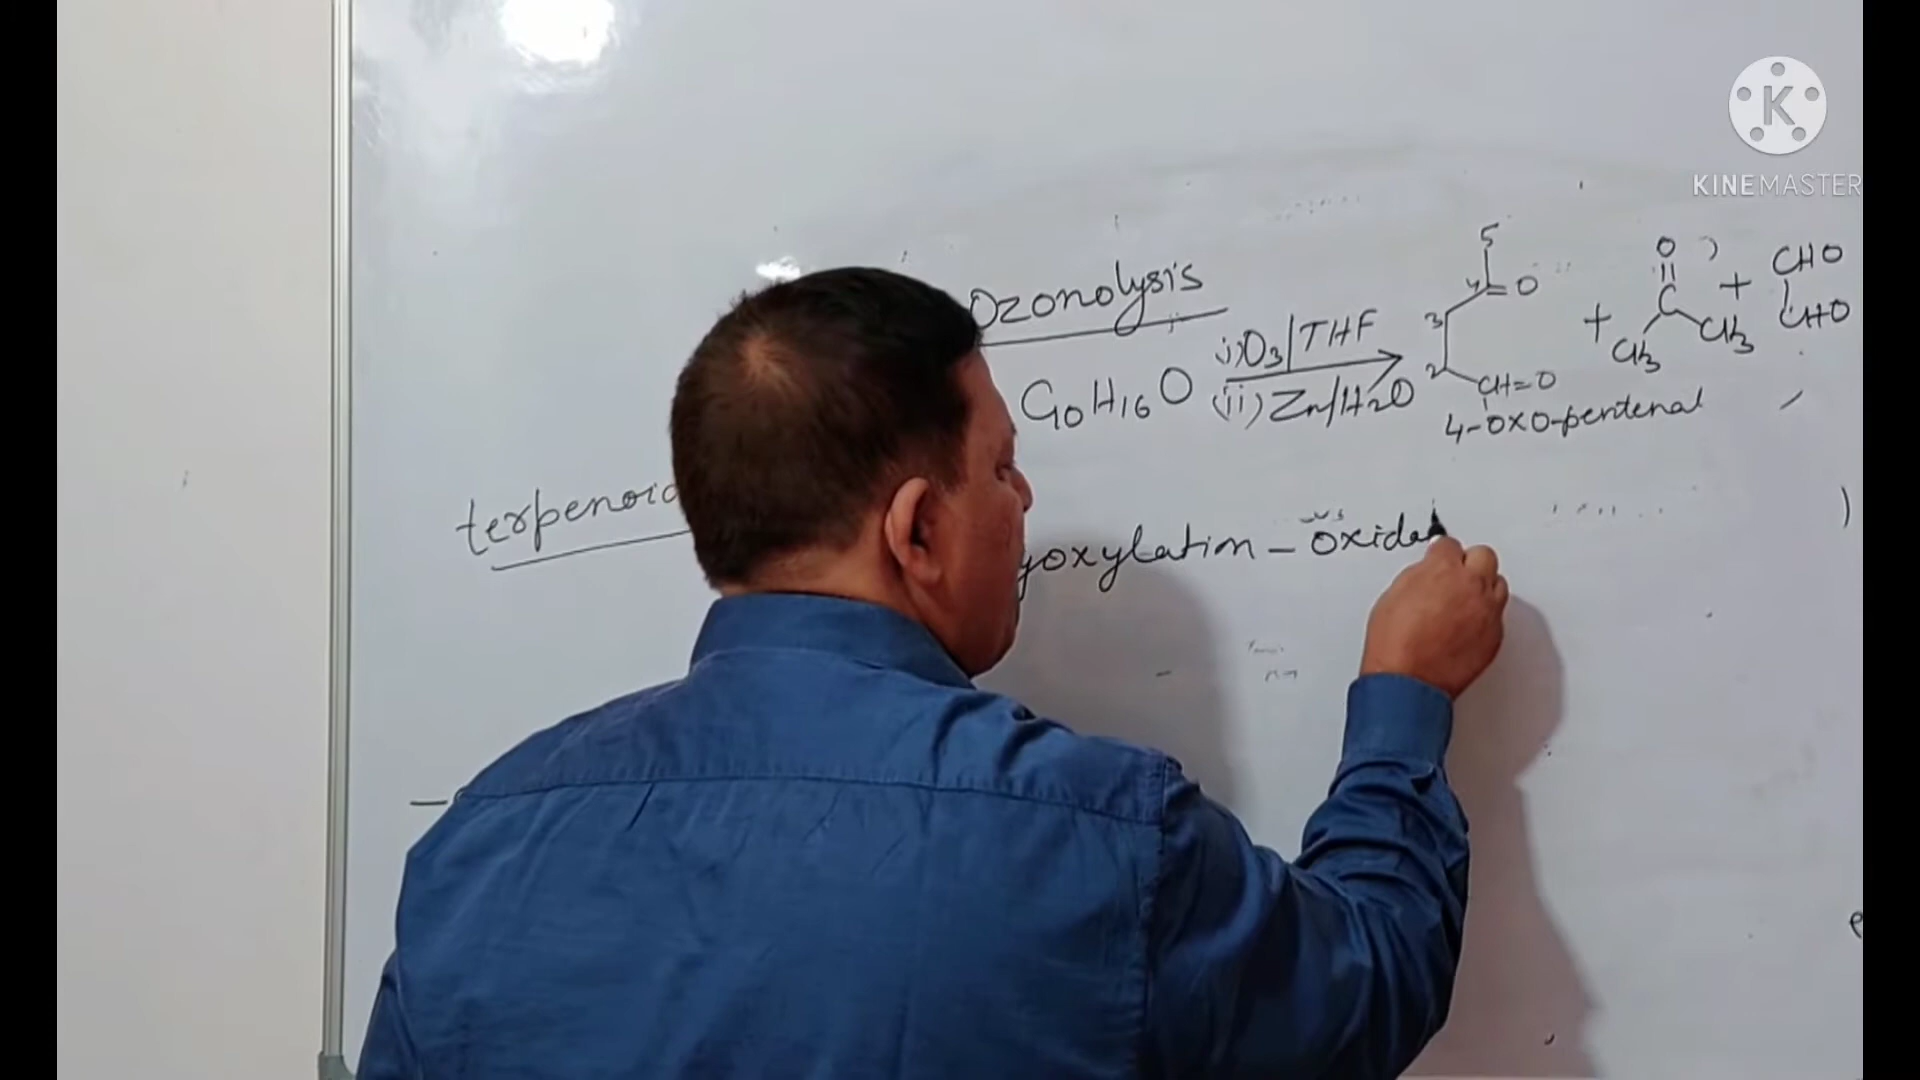 KINEMASTER
Ozonolysis
C10H16O i) O3/THF (ii) Zn/H2O
5
4 =O
3
2 CH=O
+
O
C
CH3 CH3
+
CHO
CHO
4-oxo-pentenal
terpenoid
yoxylation - oxida